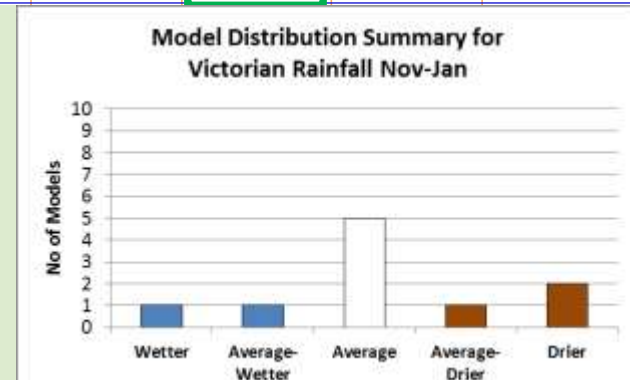 Model Distribution Summary for
Victorian Rainfall Nov-Jan
No of Models
10
9
8
7
6
5
4
3
2
1
0
Wetter
Average-
Wetter
Average
Average-
Drier
Drier